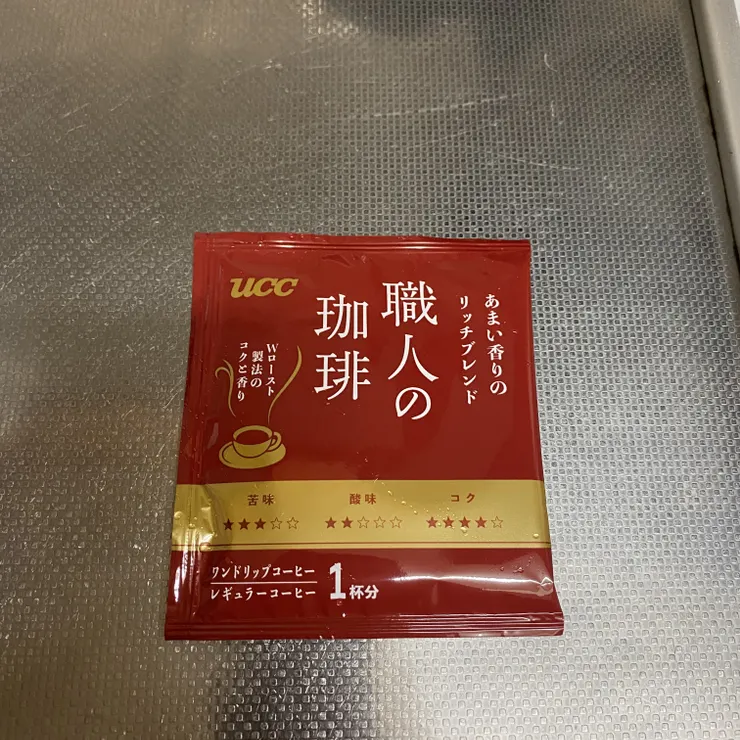 ucc
あまい香りの
リッチブレンド
職人の
珈琲
Wロースト
製法の
コクと香り
苦味 酸味 コク
★★★☆☆ ★★☆☆☆ ★★★★☆
ワンドリップコーヒー
レギュラーコーヒー
1杯分